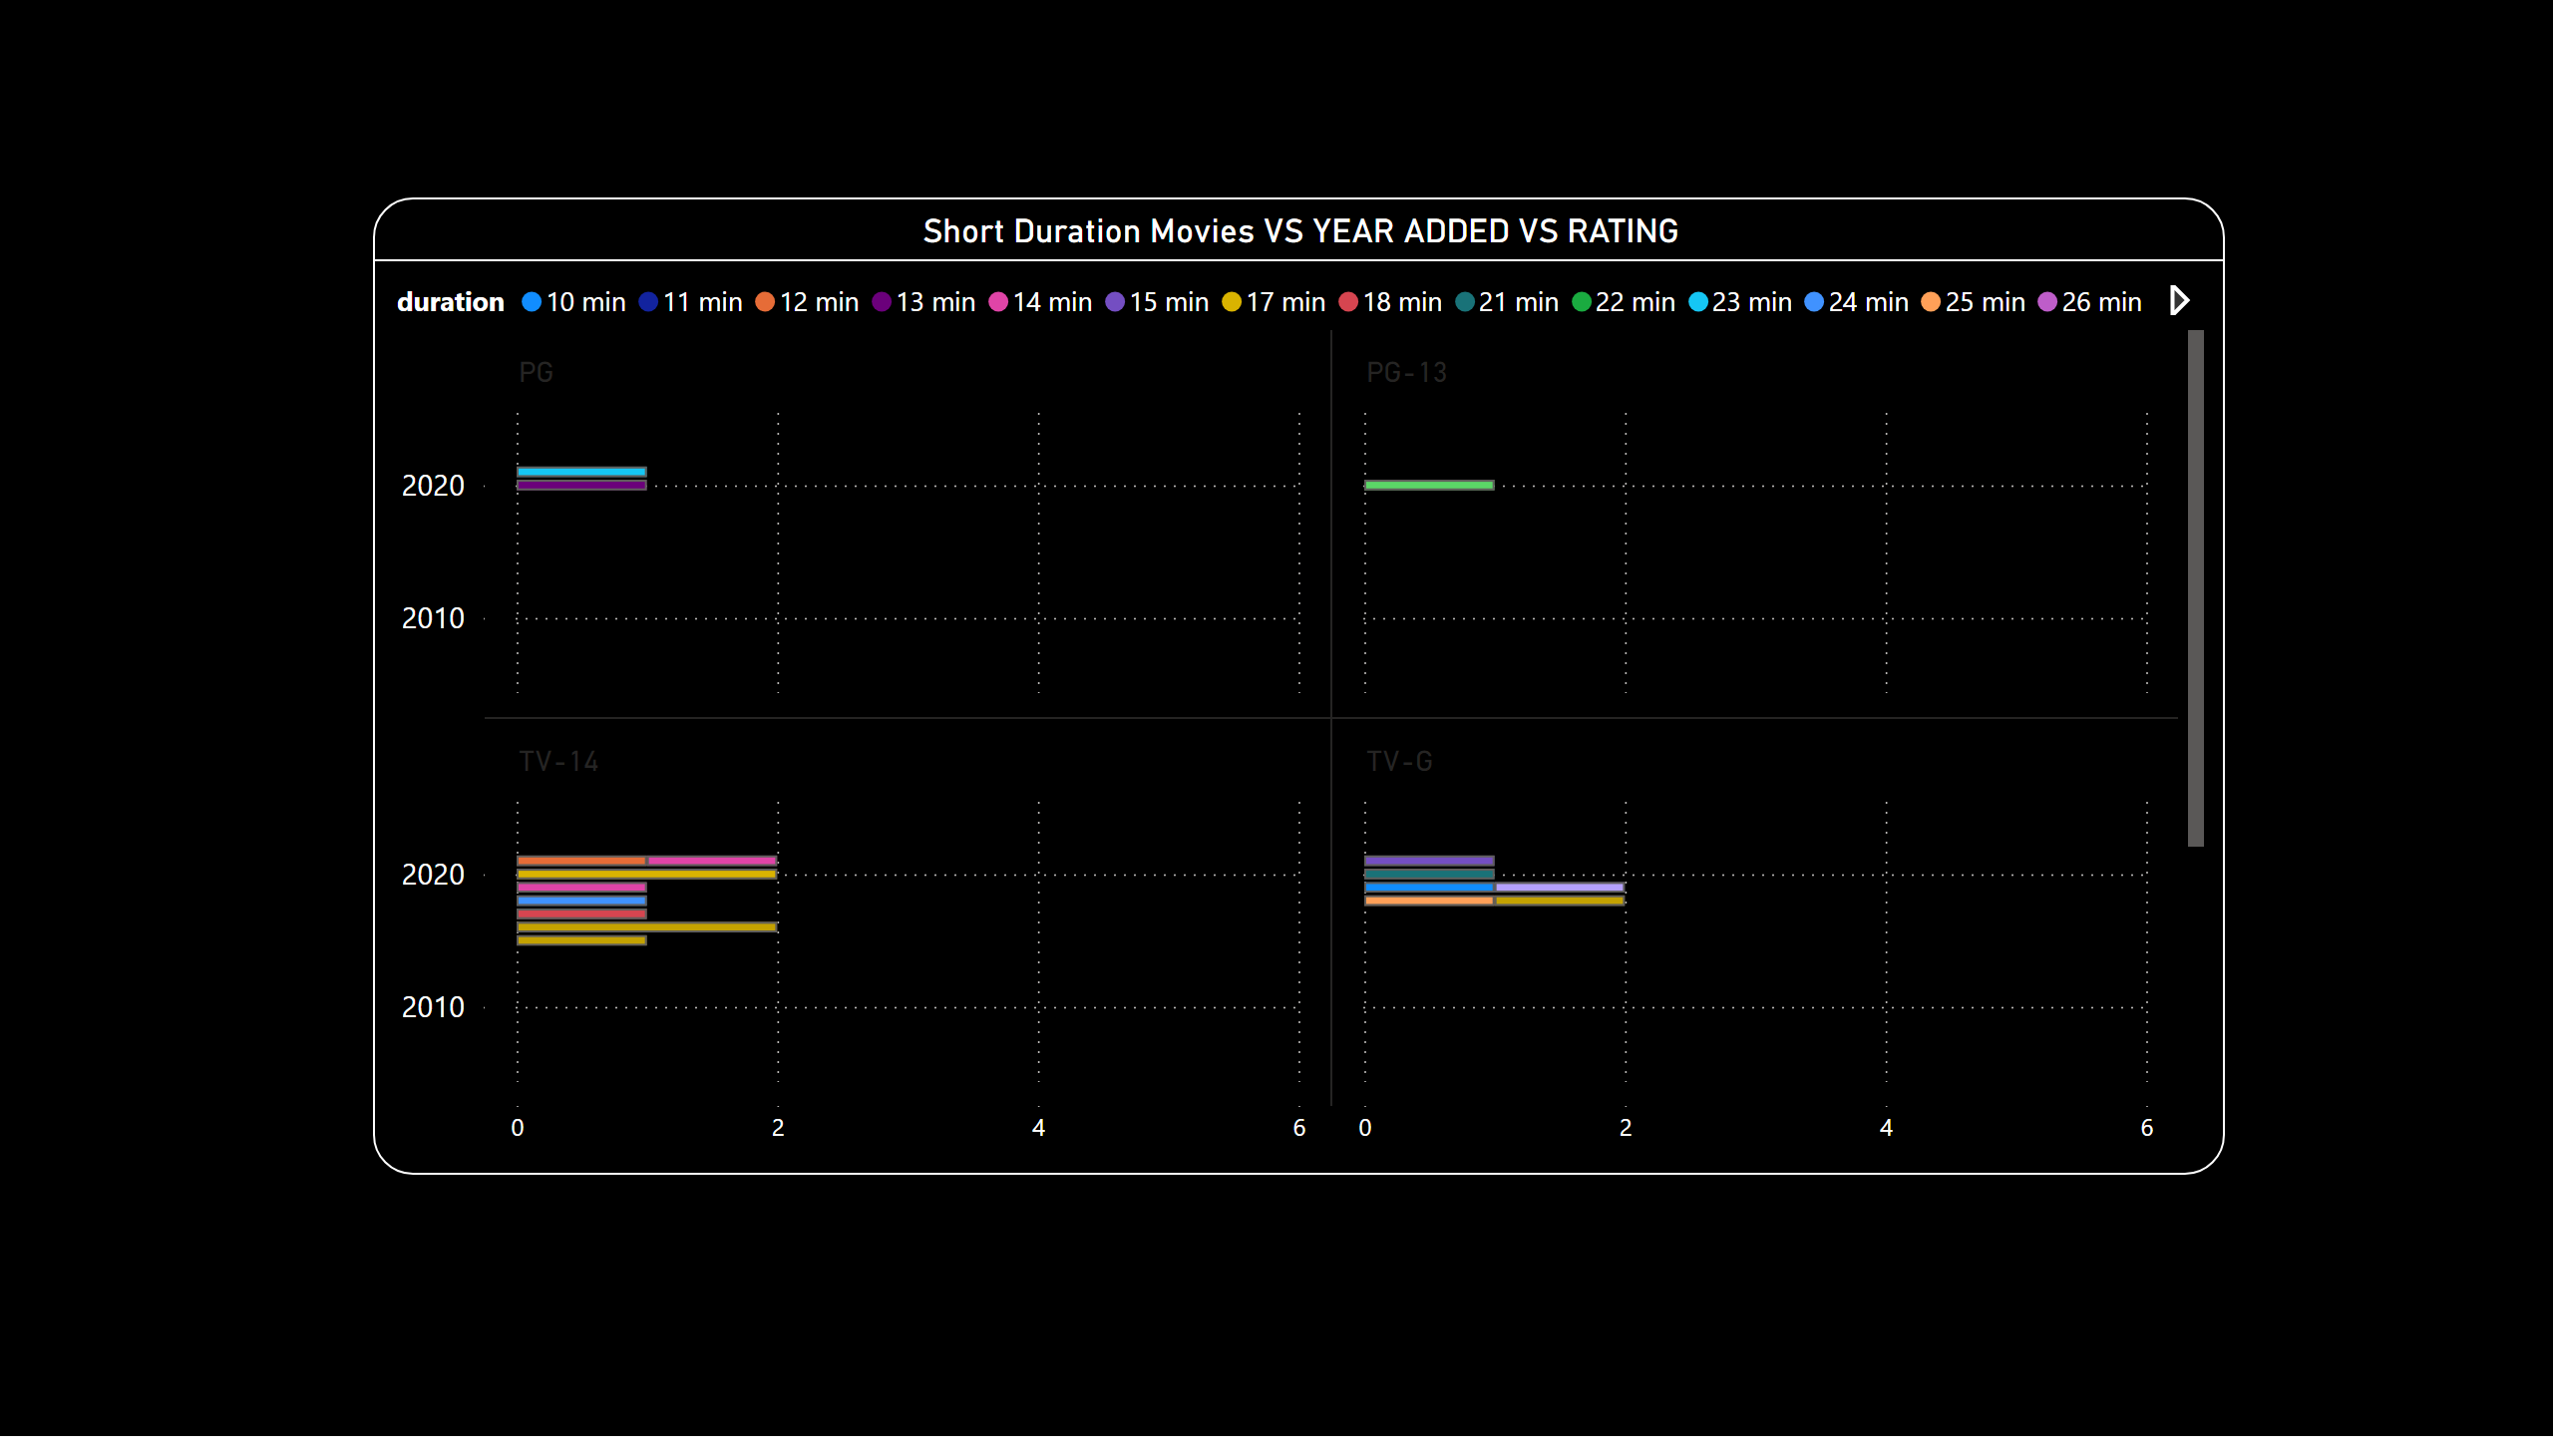 Short Duration Movies VS YEAR ADDED VS RATING
duration 10 min 11 min 12 min 13 min 14 min 15 min 17 min 18 min 21 min 22 min 23 min 24 min 25 min 26 min
PG PG-13
2020
2010
TV-14 TV-G
2020
2010
0 2 4 6 0 2 4 6